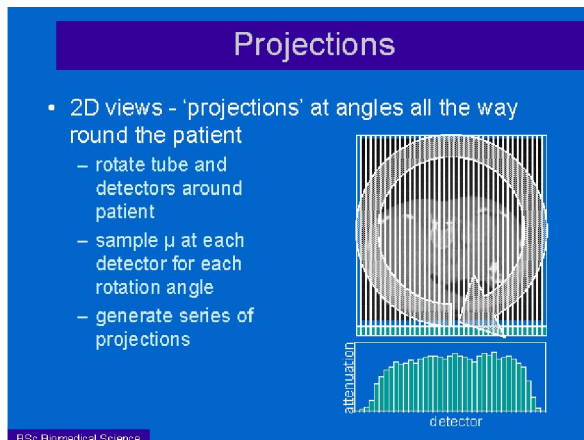 Projections
• 2D views - 'projections' at angles all the way
round the patient
– rotate tube and
detectors around
patient
– sample µ at each
detector for each
rotation angle
– generate series of
projections
attenuation
detector
BSc Biomedical Science